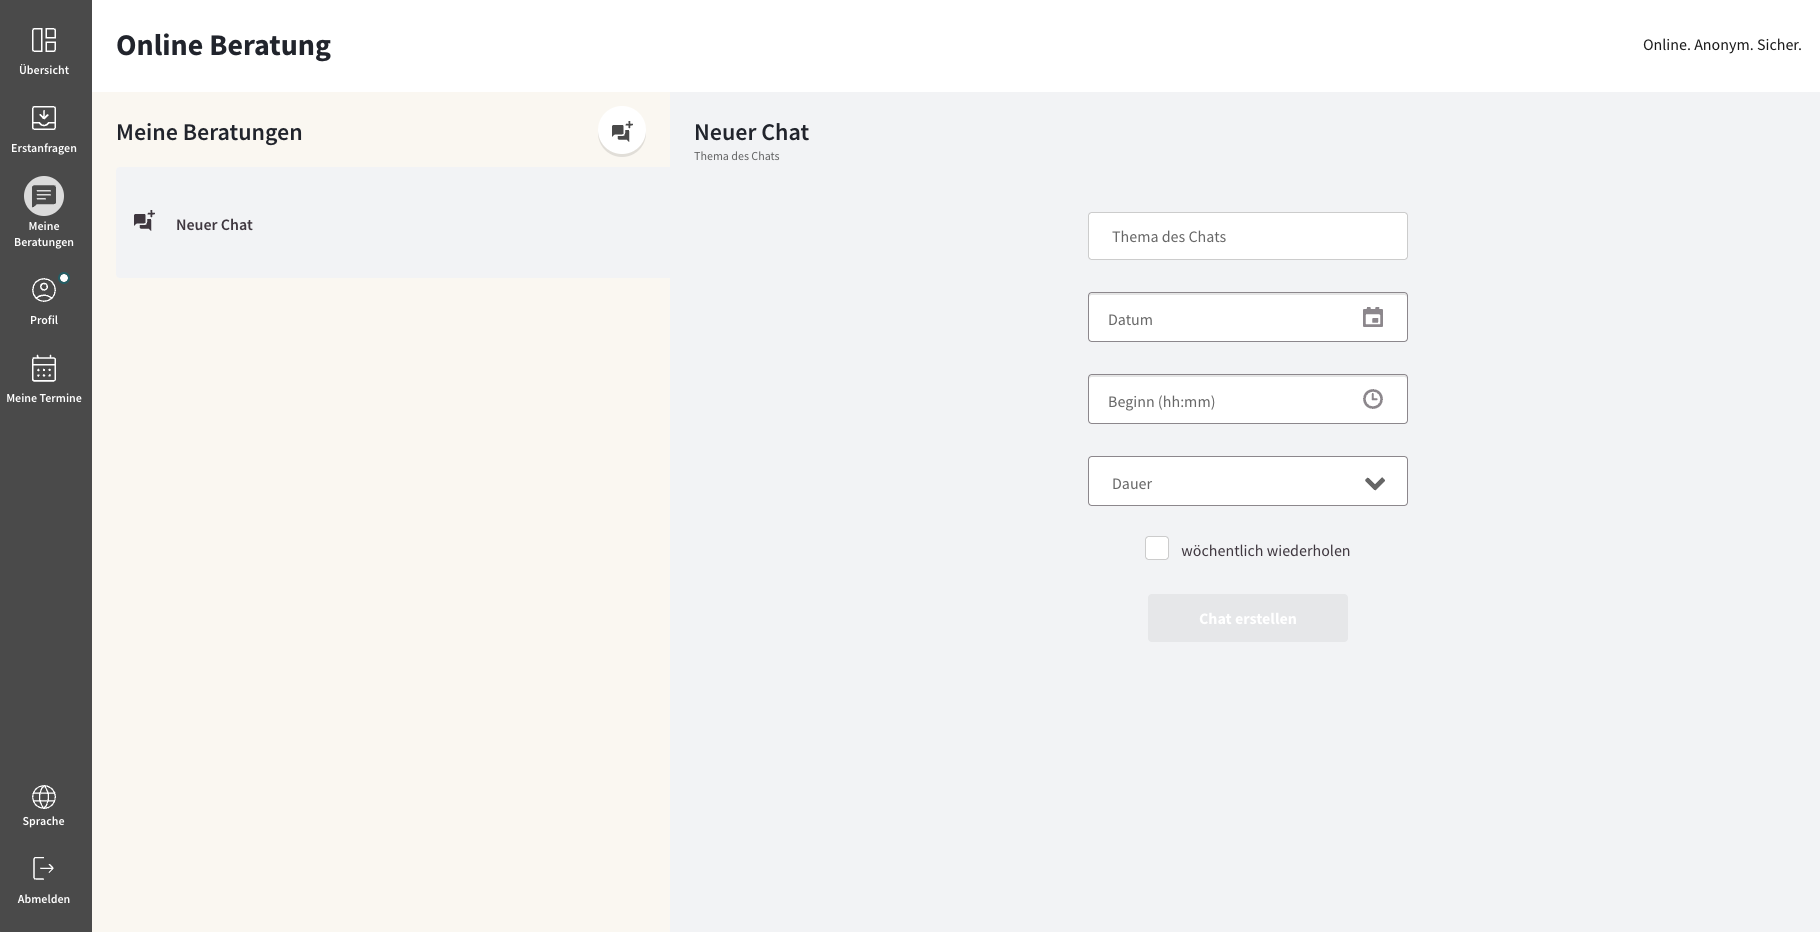 Online Beratung
Online. Anonym. Sicher.
Übersicht
Erstanfragen
Meine
Beratungen
Profil
Meine Termine
Sprache
Abmelden
Meine Beratungen
Neuer Chat
Neuer Chat
Thema des Chats
Thema des Chats
Datum
Beginn (hh:mm)
Dauer
wöchentlich wiederholen
Chat erstellen